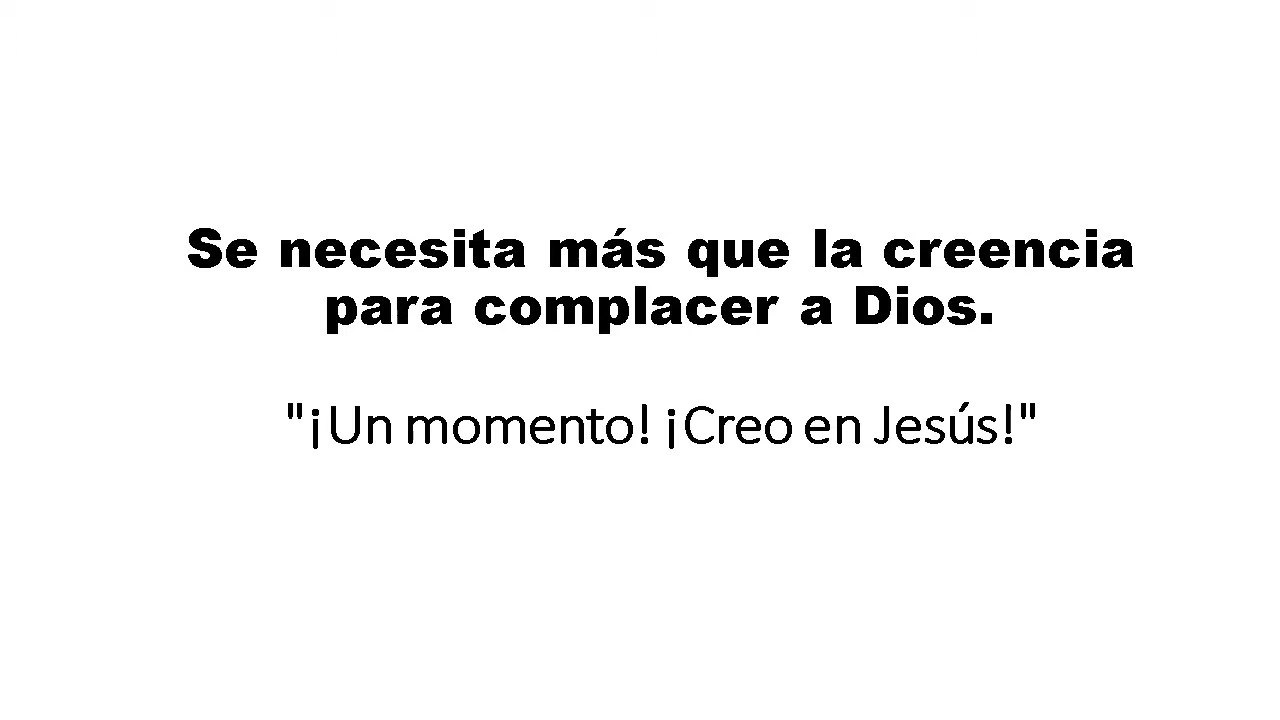 Se necesita más que la creencia
para complacer a Dios.
"¡Un momento! ¡Creo en Jesús!"